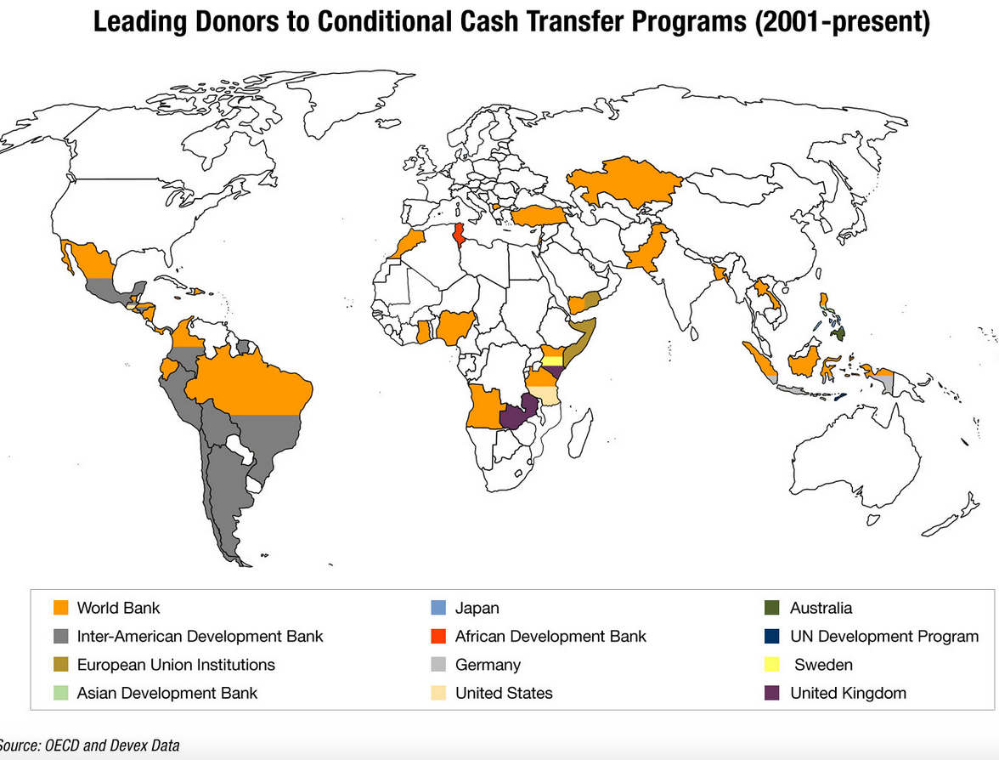 Leading Donors to Conditional Cash Transfer Programs (2001-present)
World Bank
Inter-American Development Bank
European Union Institutions
Asian Development Bank
Japan
African Development Bank
Germany
United States
Australia
UN Development Program
Sweden
United Kingdom
Source: OECD and Devex Data